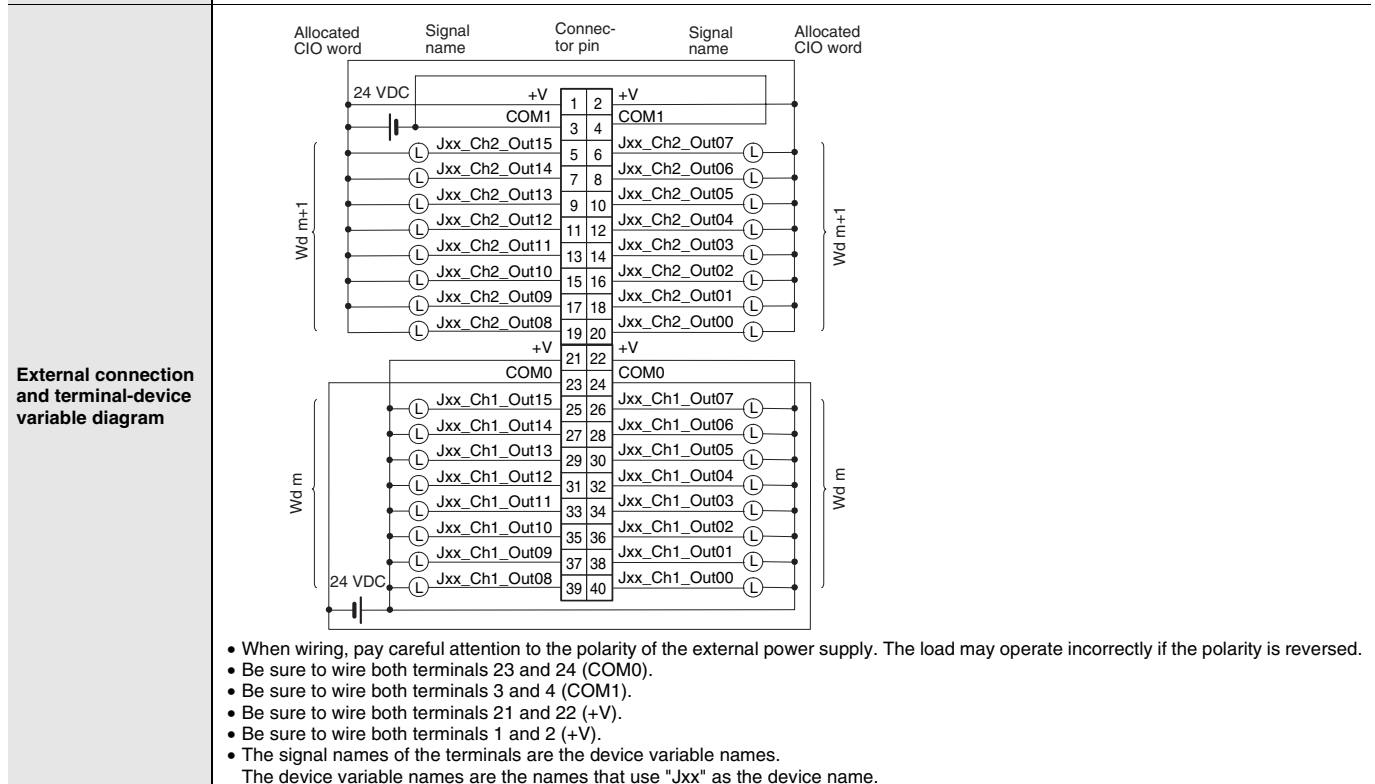 External connection
and terminal-device
variable diagram
Allocated
CIO word
Signal
name
Connec-
tor pin
Signal
name
Allocated
CIO word
24 VDC
+V 1 2 +V
COM1 3 4 COM1
L Jxx_Ch2_Out15 5 6 Jxx_Ch2_Out07 L
L Jxx_Ch2_Out14 7 8 Jxx_Ch2_Out06 L
L Jxx_Ch2_Out13 9 10 Jxx_Ch2_Out05 L
L Jxx_Ch2_Out12 11 12 Jxx_Ch2_Out04 L
L Jxx_Ch2_Out11 13 14 Jxx_Ch2_Out03 L
L Jxx_Ch2_Out10 15 16 Jxx_Ch2_Out02 L
L Jxx_Ch2_Out09 17 18 Jxx_Ch2_Out01 L
L Jxx_Ch2_Out08 19 20 Jxx_Ch2_Out00 L
Wd m+1
Wd m+1
+V 21 22 +V
COM0 23 24 COM0
L Jxx_Ch1_Out15 25 26 Jxx_Ch1_Out07 L
L Jxx_Ch1_Out14 27 28 Jxx_Ch1_Out06 L
L Jxx_Ch1_Out13 29 30 Jxx_Ch1_Out05 L
L Jxx_Ch1_Out12 31 32 Jxx_Ch1_Out04 L
L Jxx_Ch1_Out11 33 34 Jxx_Ch1_Out03 L
L Jxx_Ch1_Out10 35 36 Jxx_Ch1_Out02 L
L Jxx_Ch1_Out09 37 38 Jxx_Ch1_Out01 L
L Jxx_Ch1_Out08 39 40 Jxx_Ch1_Out00 L
Wd m
Wd m
24 VDC
• When wiring, pay careful attention to the polarity of the external power supply. The load may operate incorrectly if the polarity is reversed.
• Be sure to wire both terminals 23 and 24 (COM0).
• Be sure to wire both terminals 3 and 4 (COM1).
• Be sure to wire both terminals 21 and 22 (+V).
• Be sure to wire both terminals 1 and 2 (+V).
• The signal names of the terminals are the device variable names.
The device variable names are the names that use "Jxx" as the device name.